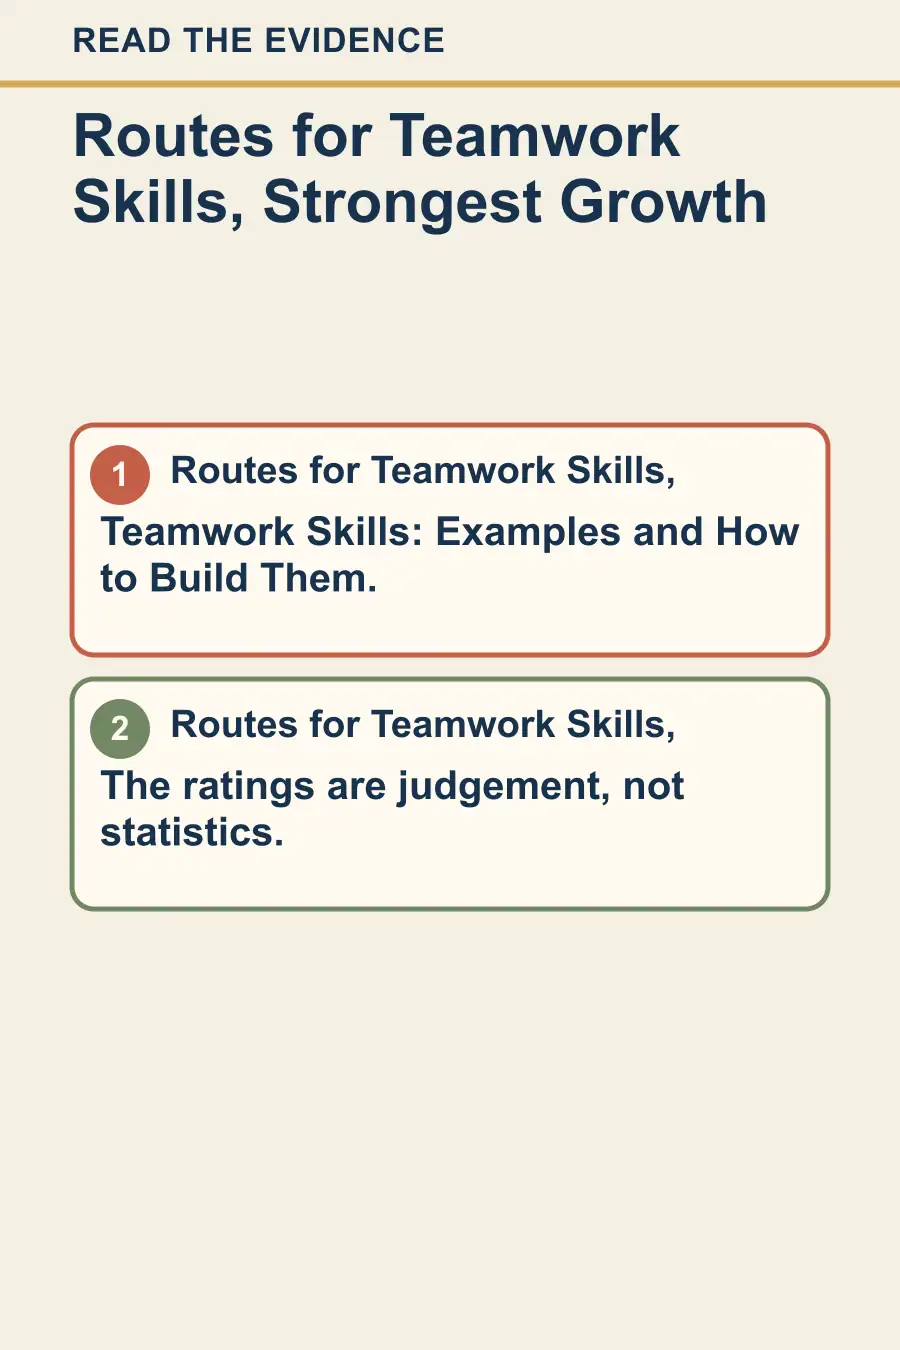 READ THE EVIDENCE
Routes for Teamwork
Skills, Strongest Growth
1 Routes for Teamwork Skills,
Teamwork Skills: Examples and How
to Build Them.
2 Routes for Teamwork Skills,
The ratings are judgement, not
statistics.